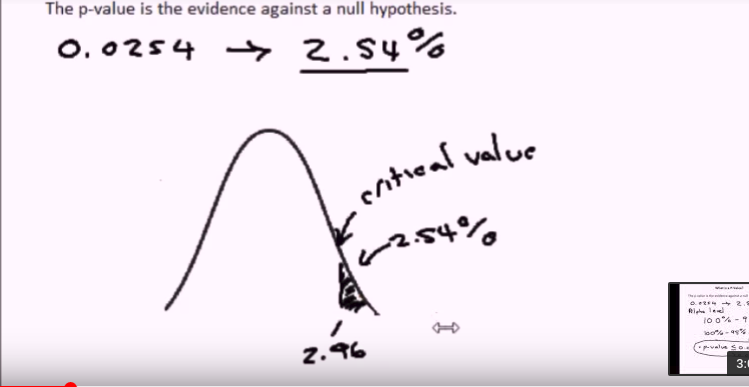 The p-value is the evidence against a null hypothesis.
0.0254 → 2.54%
critical value
2.54%
2.96
What is a P-Value?
The p-value is the evidence against a null
0.0254 → 2.5
Alpha level
100% - 9
100% - 95%
p-value ≤ 0.0
3: